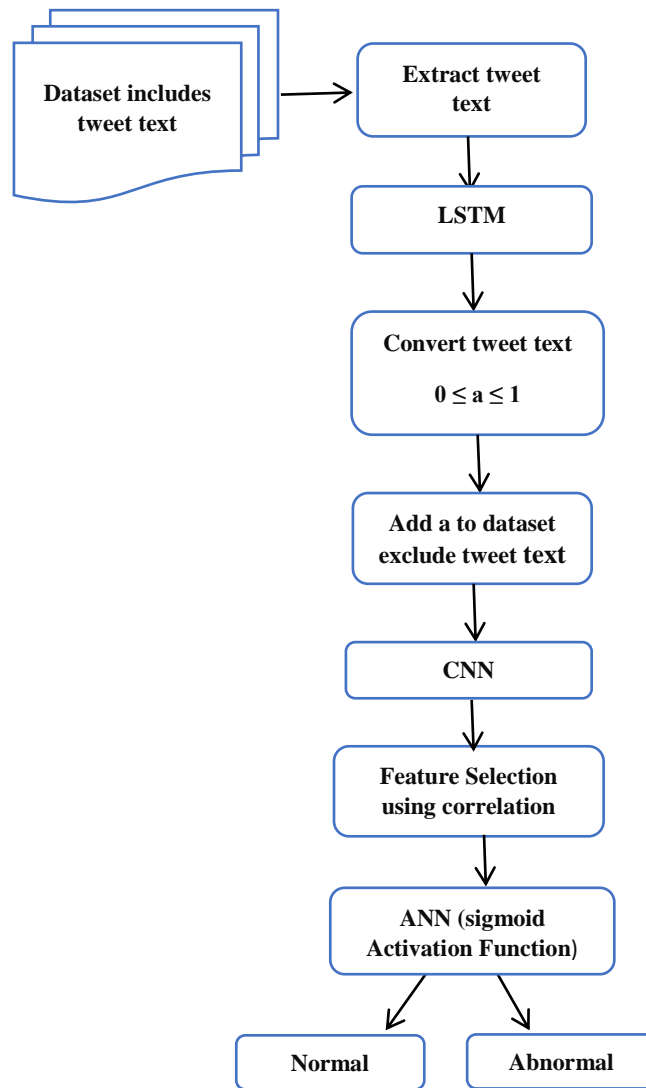 Dataset includes
tweet text
Extract tweet
text
LSTM
Convert tweet text
0 ≤ a ≤ 1
Add a to dataset
exclude tweet text
CNN
Feature Selection
using correlation
ANN (sigmoid
Activation Function)
Normal
Abnormal